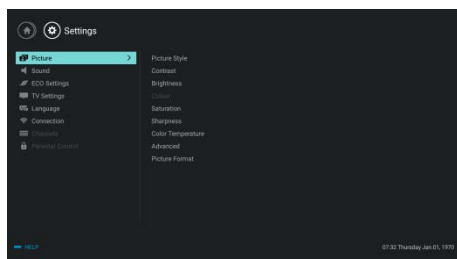 Settings
Picture
Sound
ECO Settings
TV Settings
Language
Connection
Channels
Parental Control
Picture Style
Contrast
Brightness
Colour
Saturation
Sharpness
Color Temperature
Advanced
Picture Format
HELP
07:32 Thursday Jan 01, 1970